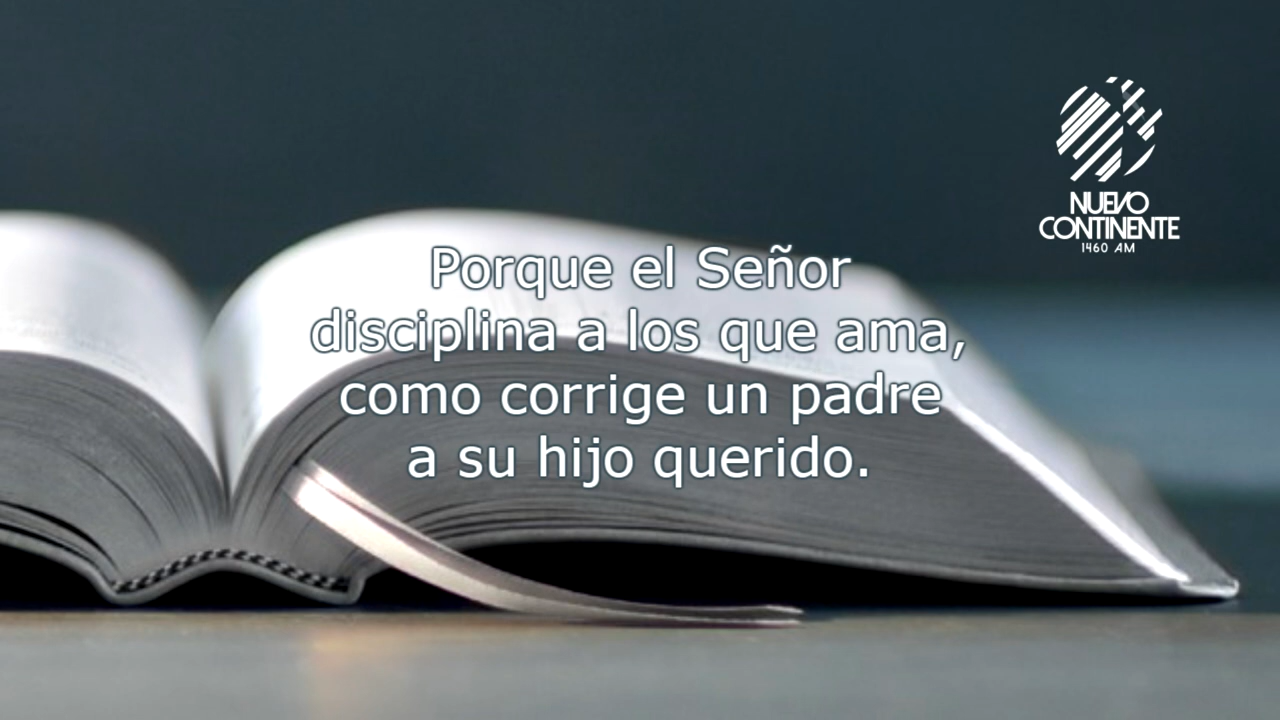 NUEVO
CONTINENTE
1460 AM
Porque el Señor
disciplina a los que ama,
como corrige un padre
a su hijo querido.